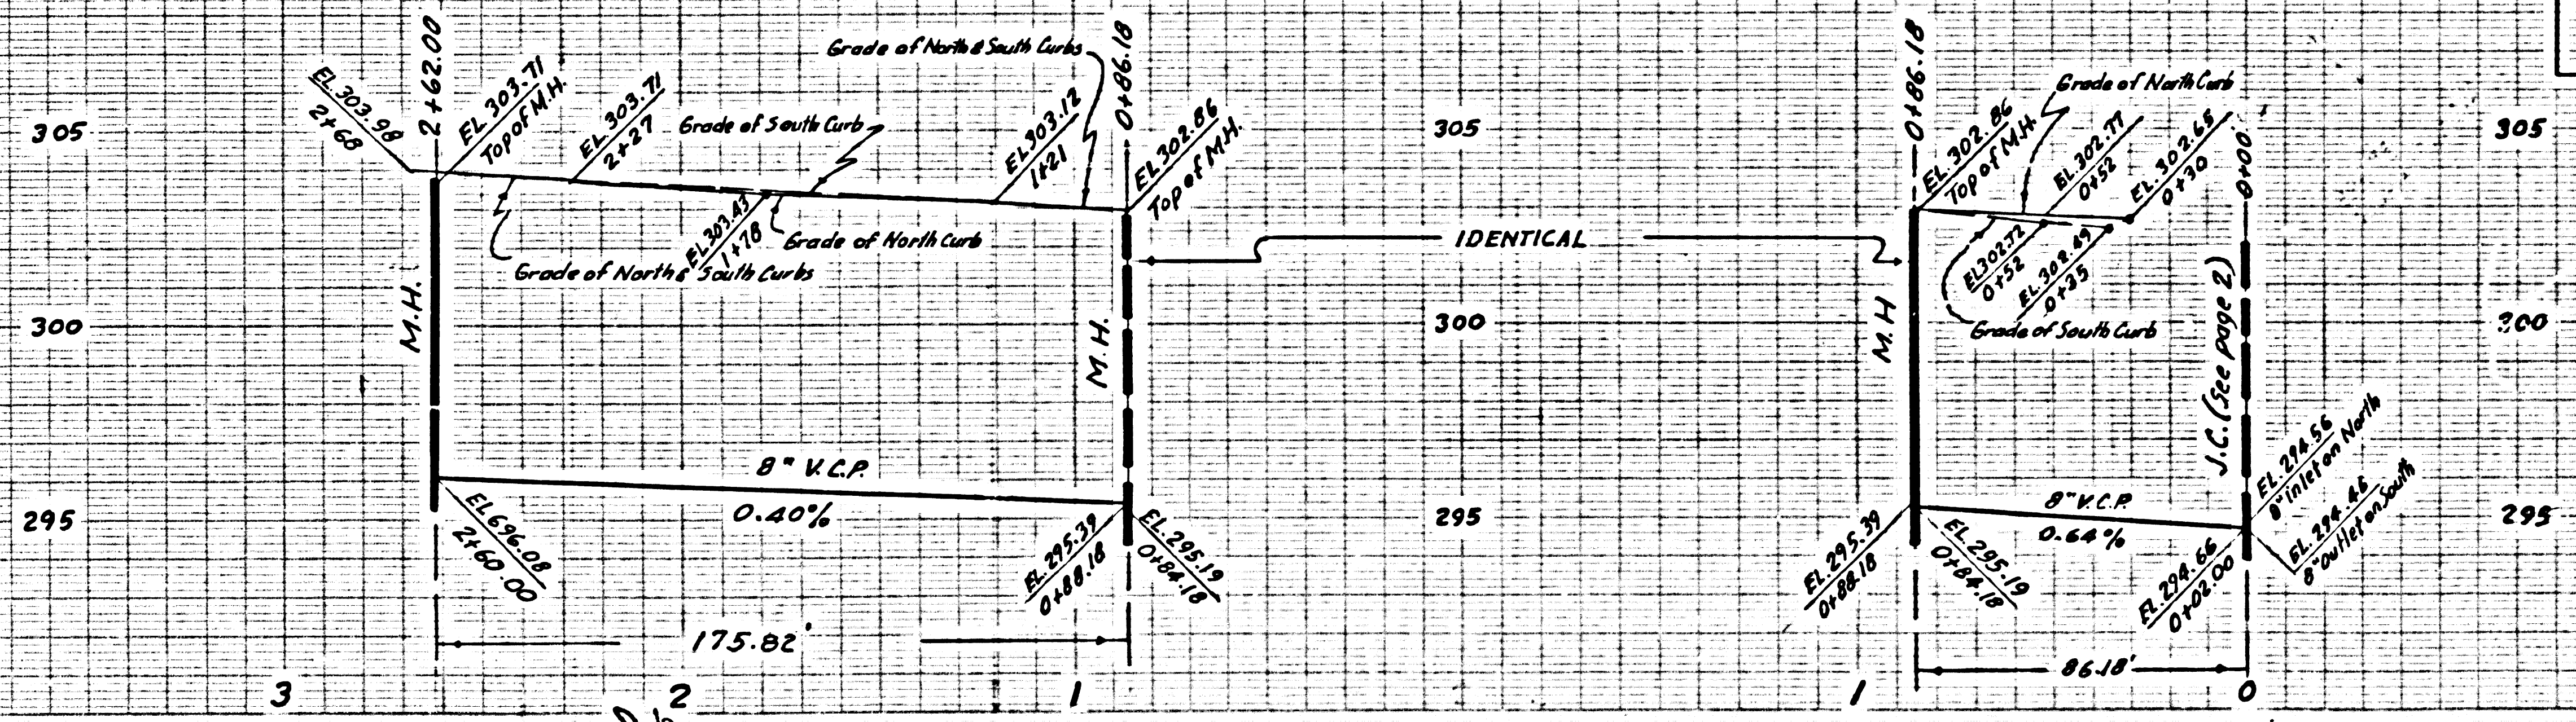 305
EL.303.98
2+68
2+62.00
EL.303.71
Top of M.H.
EL.303.71
2+27
Grade of South Curb
Grade of North & South Curbs
EL.303.12
1+21
0+86.18
EL.302.86
Top of M.H.
EL.303.43
1+78
Grade of North Curb
Grade of North & South Curbs
M.H.
M.H.
300
295
8" V.C.P.
0.40%
EL.696.08
2+60.00
EL.295.39
0+88.18
EL.295.19
0+84.18
175.82'
3
2
1
305
IDENTICAL
300
295
0+86.18
EL.302.86
Top of M.H.
Grade of North Curb
EL.302.77
0+52
EL.302.65
0+30
0+00
305
EL302.72
0+52
EL.302.49
0+35
Grade of South Curb
M.H
J.C.(See page 2)
300
8" V.C.P.
0.64%
EL.295.39
0+88.18
EL.295.19
0+84.18
EL.294.66
0+02.00
EL.294.56
8" inlet on North
EL.294.46
8" outlet on South
295
86.18'
1
0